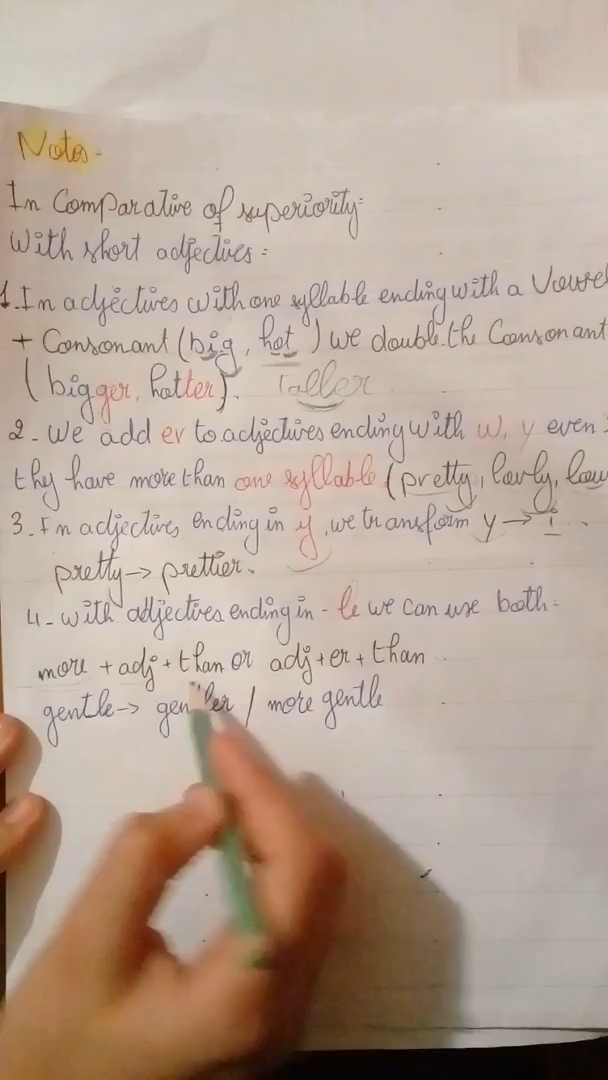 Notes-
In Comparative of superiority:
With short adjectives:
1. In adjectives with one syllable ending with a Vowel
+ Consonant (big, hot) we double the Consonant
(bigger, hotter). Taller
2- We add er to adjectives ending with w, y even
thy have more than one syllable (pretty, lovly,
3. In adjectives ending in y, we transform y → i
pretty → prettier.
4- with adjectives ending in - le we can use both:
more + adj + than or adj + er + than
gentle → / more gentle